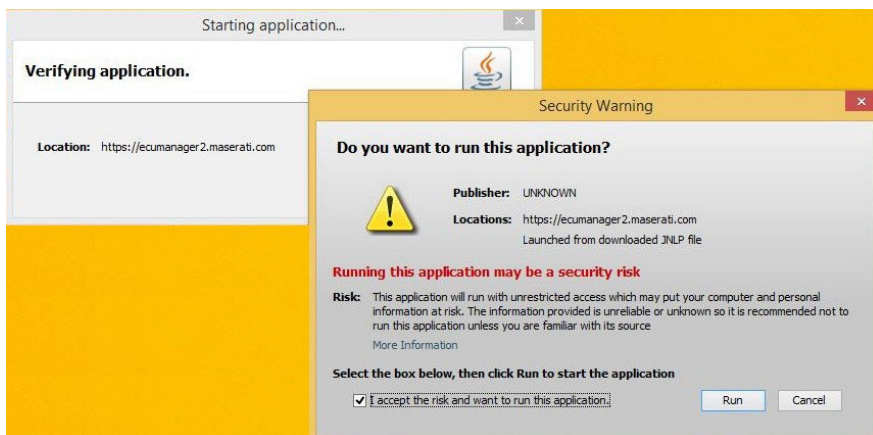 Starting application...
Verifying application.
Location: https://ecumanager2.maserati.com
Security Warning
Do you want to run this application?
Publisher: UNKNOWN
Locations: https://ecumanager2.maserati.com
Launched from downloaded JNLP file
Running this application may be a security risk
Risk: This application will run with unrestricted access which may put your computer and personal
information at risk. The information provided is unreliable or unknown so it is recommended not to
run this application unless you are familiar with its source
More Information
Select the box below, then click Run to start the application
I accept the risk and want to run this application.
Run Cancel